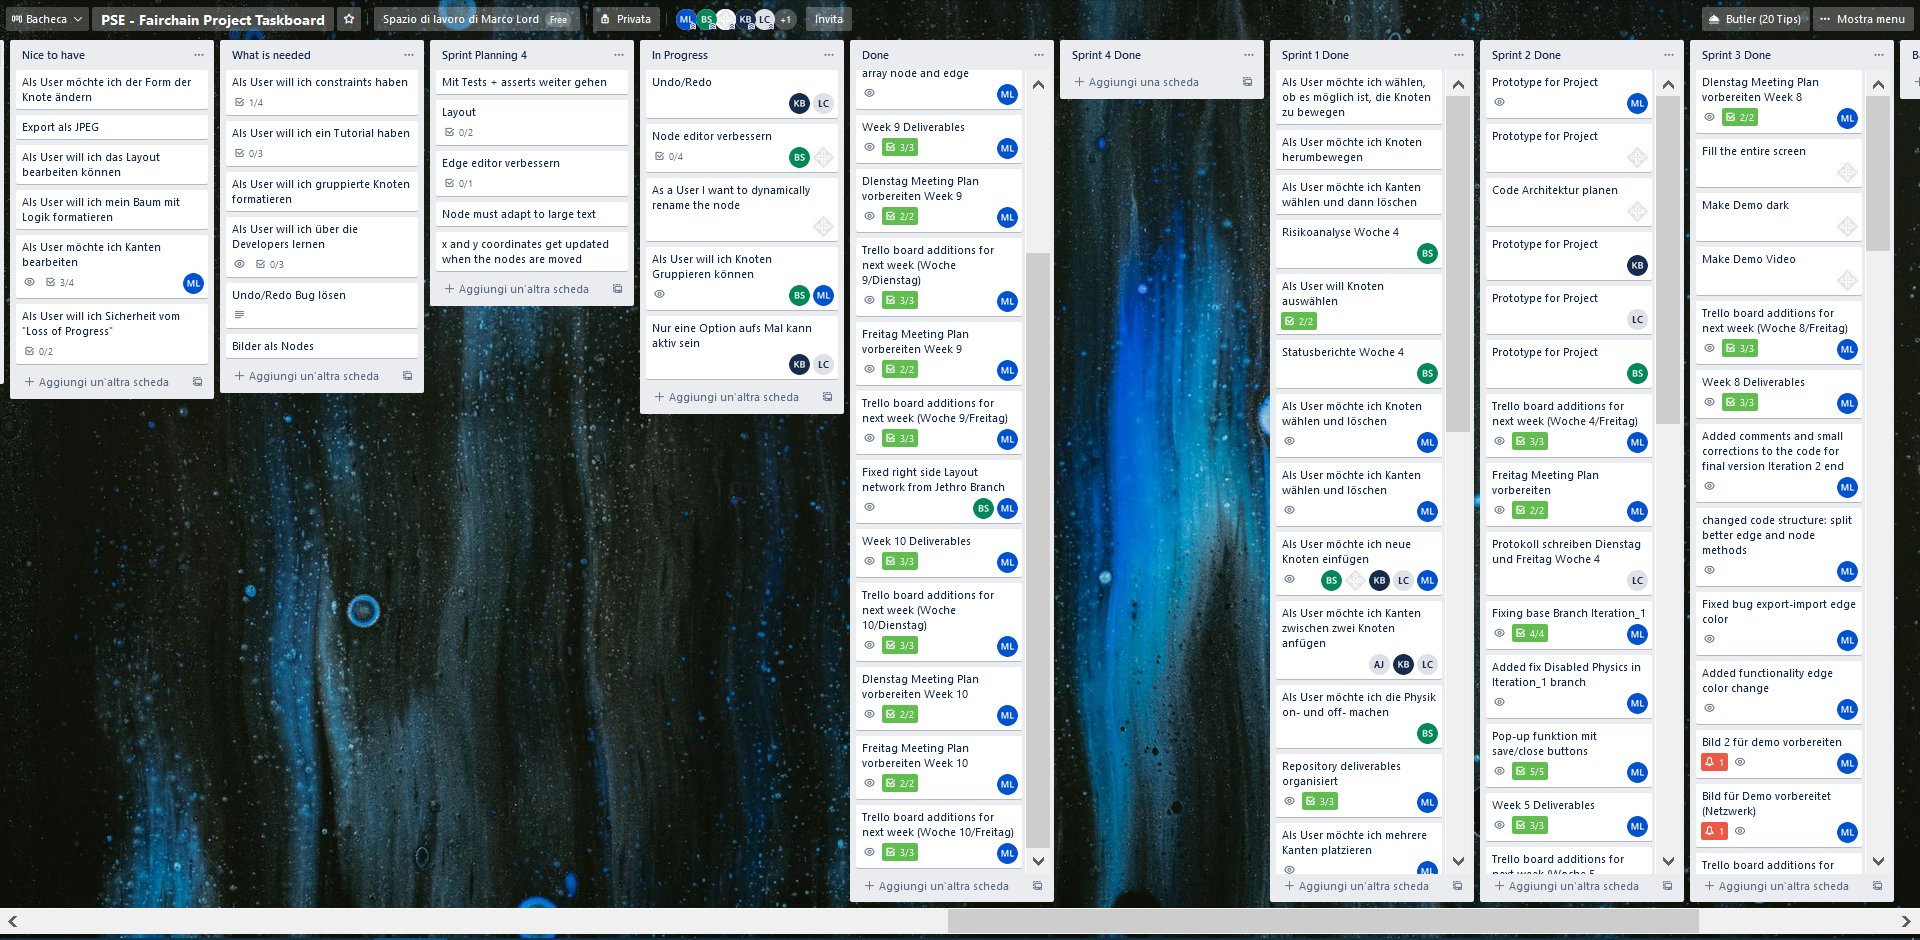 Bacheca
PSE - Fairchain Project Taskboard
Spazio di lavoro di Marco Lord Free
Privata
ML BS KB LC +1
Invita
Butler (20 Tips)
Mostra menu
Nice to have
Als User möchte ich der Form der
Knote ändern
Export als JPEG
Als User will ich das Layout
bearbeiten können
Als User will ich mein Baum mit
Logik formatieren
Als User möchte ich Kanten
bearbeiten
3/4
ML
Als User will ich Sicherheit vom
"Loss of Progress"
0/2
Aggiungi un'altra scheda
What is needed
Als User will ich constraints haben
1/4
Als User will ich ein Tutorial haben
0/3
Als User will ich gruppierte Knoten
formatieren
Als User will ich über die
Developers lernen
0/3
Undo/Redo Bug lösen
Bilder als Nodes
Aggiungi un'altra scheda
Sprint Planning 4
Mit Tests + asserts weiter gehen
Layout
0/2
Edge editor verbessern
0/1
Node must adapt to large text
x and y coordinates get updated
when the nodes are moved
Aggiungi un'altra scheda
In Progress
Undo/Redo
KB LC
Node editor verbessern
0/4
BS
As a User I want to dynamically
rename the node
Als User will ich Knoten
Gruppieren können
BS ML
Nur eine Option aufs Mal kann
aktiv sein
KB LC
Aggiungi un'altra scheda
Done
array node and edge
ML
Week 9 Deliverables
3/3
ML
DIenstag Meeting Plan
vorbereiten Week 9
2/2
ML
Trello board additions for
next week (Woche
9/Dienstag)
3/3
ML
Freitag Meeting Plan
vorbereiten Week 9
2/2
ML
Trello board additions for
next week (Woche 9/Freitag)
3/3
ML
Fixed right side Layout
network from Jethro Branch
BS ML
Week 10 Deliverables
3/3
ML
Trello board additions for
next week (Woche
10/Dienstag)
3/3
ML
DIenstag Meeting Plan
vorbereiten Week 10
2/2
ML
Freitag Meeting Plan
vorbereiten Week 10
2/2
ML
Trello board additions for
next week (Woche 10/Freitag)
3/3
ML
Aggiungi un'altra scheda
Sprint 4 Done
Aggiungi una scheda
Sprint 1 Done
Als User möchte ich wählen,
ob es möglich ist, die Knoten
zu bewegen
Als User möchte ich Knoten
herumbewegen
Als User möchte ich Kanten
wählen und dann löschen
Risikoanalyse Woche 4
BS
Als User will Knoten
auswählen
2/2
Statusberichte Woche 4
BS
Als User möchte ich Knoten
wählen und löschen
ML
Als User möchte ich Kanten
wählen und löschen
ML
Als User möchte ich neue
Knoten einfügen
BS KB LC ML
Als User möchte ich Kanten
zwischen zwei Knoten
anfügen
AJ KB LC
Als User möchte ich die Physik
on- und off- machen
BS
Repository deliverables
organisiert
3/3
ML
Als User möchte ich mehrere
Kanten platzieren
ML
Aggiungi un'altra scheda
Sprint 2 Done
Prototype for Project
ML
Prototype for Project
Code Architektur planen
Prototype for Project
KB
Prototype for Project
LC
Prototype for Project
BS
Trello board additions for
next week (Woche 4/Freitag)
3/3
ML
Freitag Meeting Plan
vorbereiten
2/2
ML
Protokoll schreiben Dienstag
und Freitag Woche 4
LC
Fixing base Branch Iteration_1
4/4
ML
Added fix Disabled Physics in
Iteration_1 branch
ML
Pop-up funktion mit
save/close buttons
5/5
ML
Week 5 Deliverables
3/3
ML
Trello board additions for
next week (Woche 5
Aggiungi un'altra scheda
Sprint 3 Done
DIenstag Meeting Plan
vorbereiten Week 8
2/2
ML
Fill the entire screen
Make Demo dark
Make Demo Video
Trello board additions for
next week (Woche 8/Freitag)
3/3
ML
Week 8 Deliverables
3/3
ML
Added comments and small
corrections to the code for
final version Iteration 2 end
ML
changed code structure: split
better edge and node
methods
ML
Fixed bug export-import edge
color
ML
Added functionality edge
color change
ML
Bild 2 für demo vorbereiten
1
ML
Bild für Demo vorbereitet
(Netzwerk)
1
ML
Trello board additions for
Aggiungi un'altra scheda